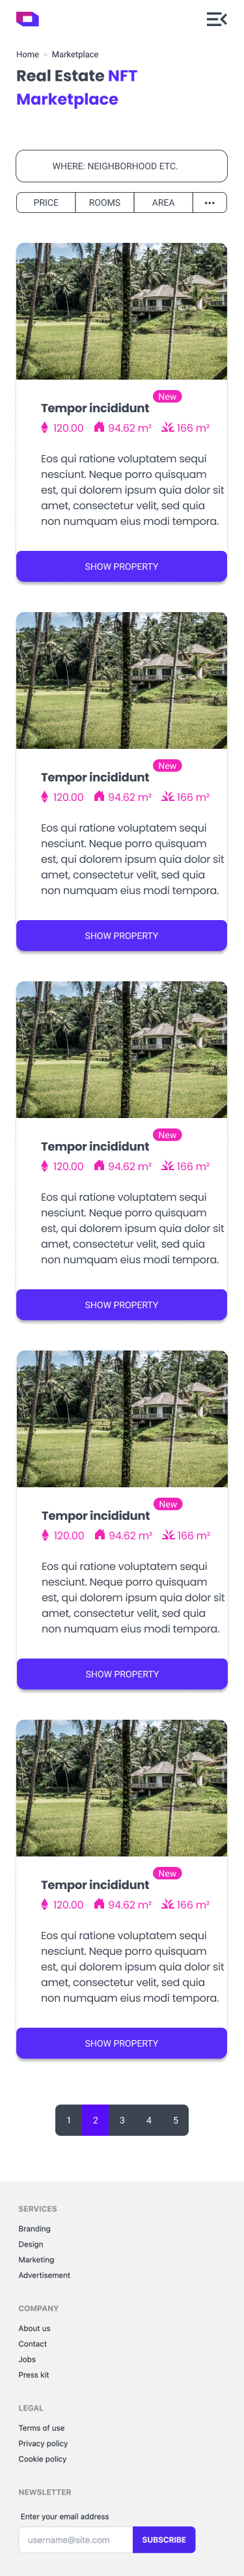 Home > Marketplace
Real Estate NFT
Marketplace
WHERE: NEIGHBORHOOD ETC.
PRICE ROOMS AREA •••
New
Tempor incididunt
120.00 94.62 m² 166 m²
Eos qui ratione voluptatem sequi
nesciunt. Neque porro quisquam
est, qui dolorem ipsum quia dolor sit
amet, consectetur velit, sed quia
non numquam eius modi tempora.
SHOW PROPERTY
New
Tempor incididunt
120.00 94.62 m² 166 m²
Eos qui ratione voluptatem sequi
nesciunt. Neque porro quisquam
est, qui dolorem ipsum quia dolor sit
amet, consectetur velit, sed quia
non numquam eius modi tempora.
SHOW PROPERTY
New
Tempor incididunt
120.00 94.62 m² 166 m²
Eos qui ratione voluptatem sequi
nesciunt. Neque porro quisquam
est, qui dolorem ipsum quia dolor sit
amet, consectetur velit, sed quia
non numquam eius modi tempora.
SHOW PROPERTY
New
Tempor incididunt
120.00 94.62 m² 166 m²
Eos qui ratione voluptatem sequi
nesciunt. Neque porro quisquam
est, qui dolorem ipsum quia dolor sit
amet, consectetur velit, sed quia
non numquam eius modi tempora.
SHOW PROPERTY
New
Tempor incididunt
120.00 94.62 m² 166 m²
Eos qui ratione voluptatem sequi
nesciunt. Neque porro quisquam
est, qui dolorem ipsum quia dolor sit
amet, consectetur velit, sed quia
non numquam eius modi tempora.
SHOW PROPERTY
1 2 3 4 5
SERVICES
Branding
Design
Marketing
Advertisement
COMPANY
About us
Contact
Jobs
Press kit
LEGAL
Terms of use
Privacy policy
Cookie policy
NEWSLETTER
Enter your email address
username@site.com SUBSCRIBE